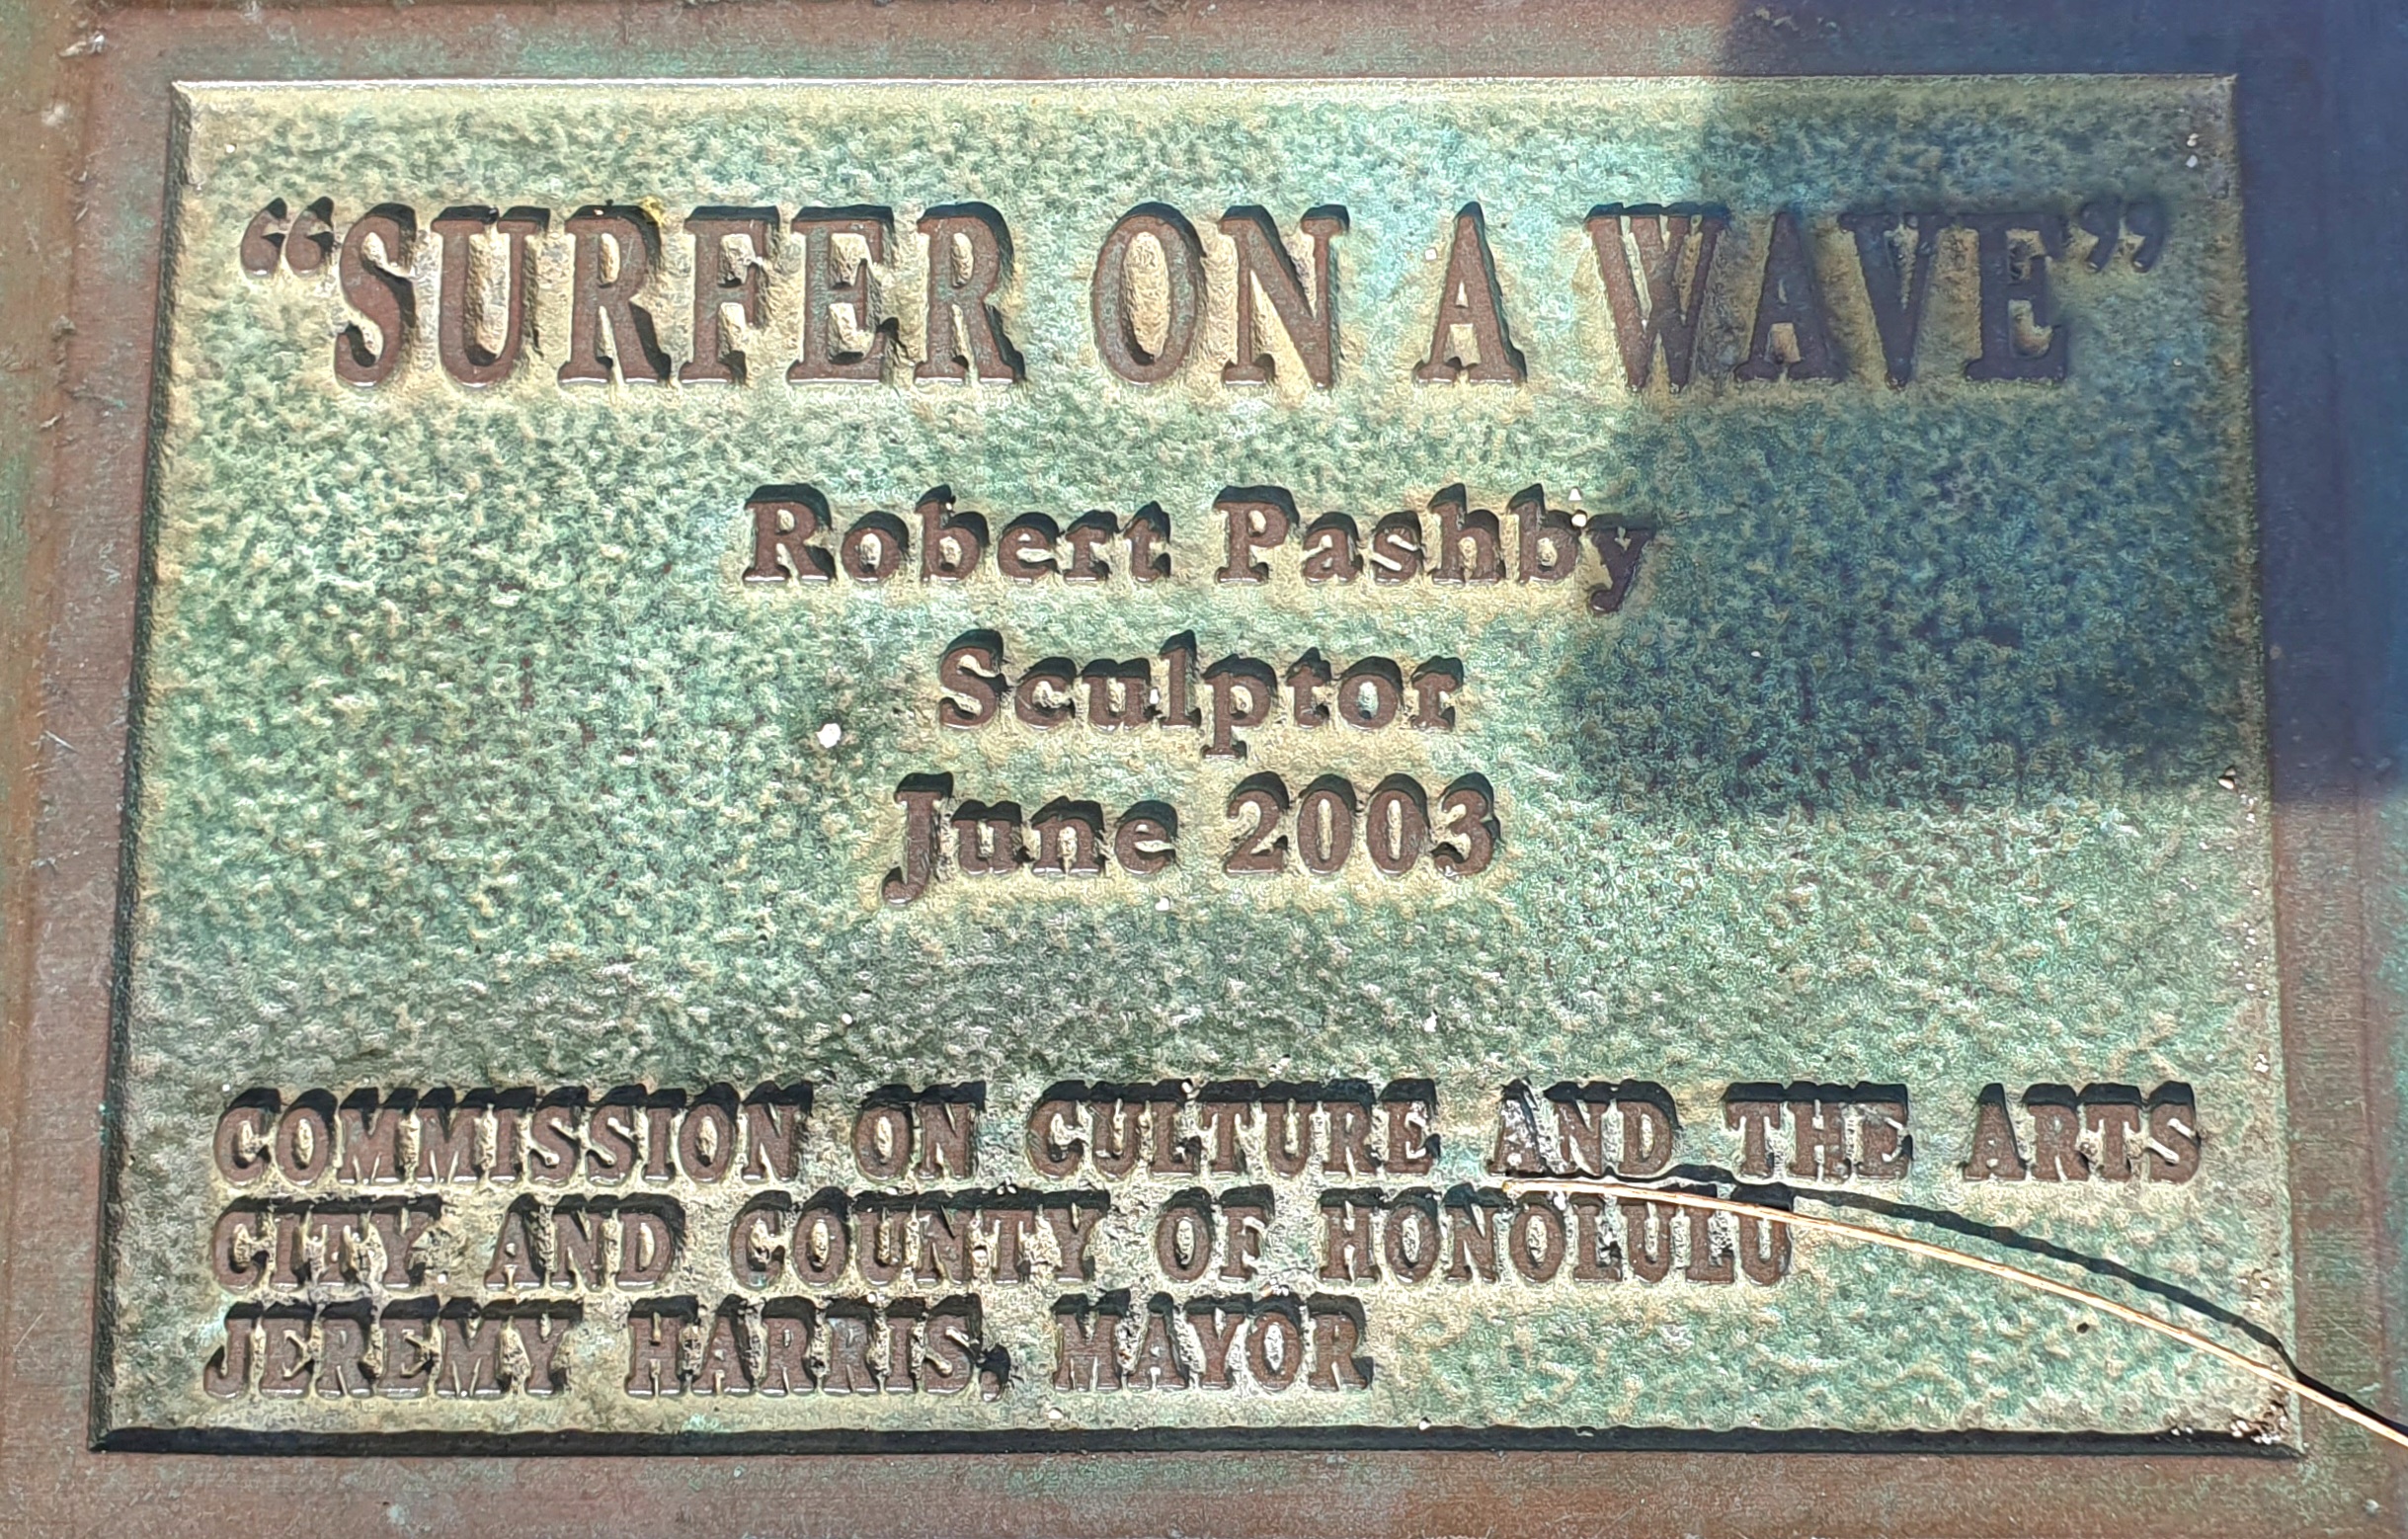 “SURFER ON A WAVE”
Robert Pashby
Sculptor
June 2003
COMMISSION ON CULTURE AND THE ARTS
CITY AND COUNTY OF HONOLULU
JEREMY HARRIS, MAYOR